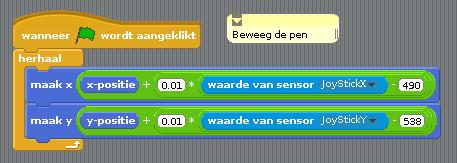 wanneer wordt aangeklikt
Beweeg de pen
herhaal
maak x x-positie + 0.01 * waarde van sensor JoyStickX - 490
maak y y-positie + 0.01 * waarde van sensor JoyStickY - 538